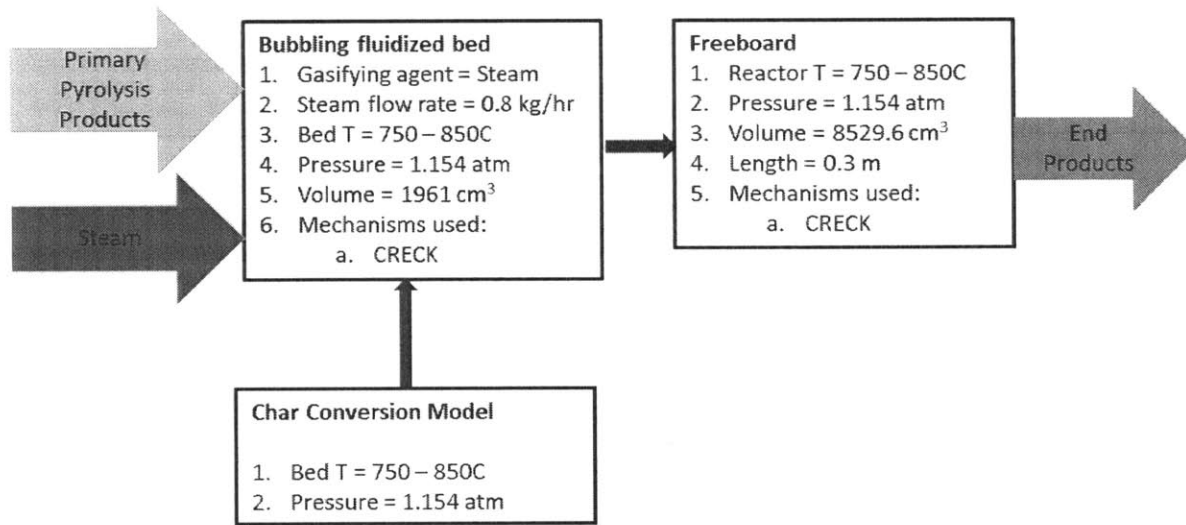 Primary
Pyrolysis
Products
Steam
Bubbling fluidized bed
1. Gasifying agent = Steam
2. Steam flow rate = 0.8 kg/hr
3. Bed T = 750 – 850C
4. Pressure = 1.154 atm
5. Volume = 1961 cm³
6. Mechanisms used:
a. CRECK
Freeboard
1. Reactor T = 750 – 850C
2. Pressure = 1.154 atm
3. Volume = 8529.6 cm³
4. Length = 0.3 m
5. Mechanisms used:
a. CRECK
End
Products
Char Conversion Model
1. Bed T = 750 – 850C
2. Pressure = 1.154 atm